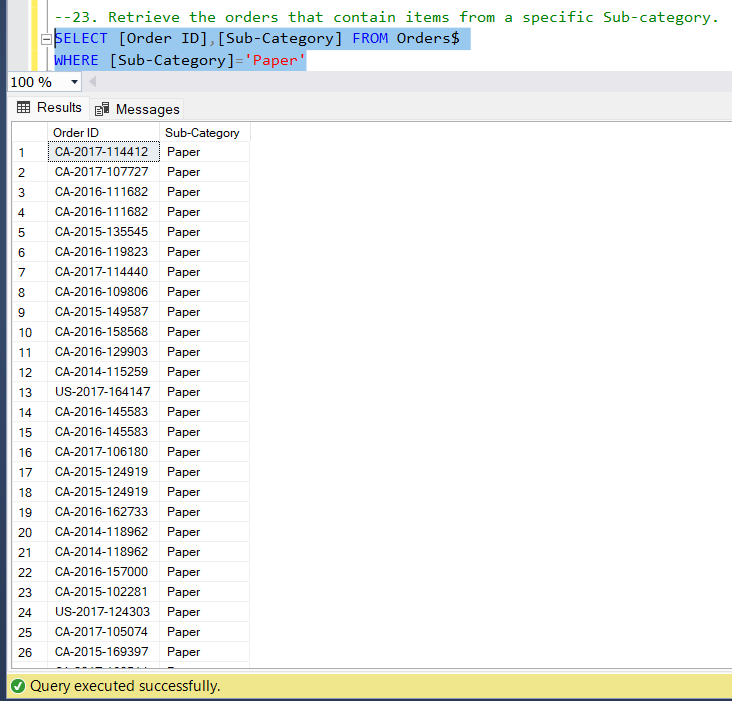 --23. Retrieve the orders that contain items from a specific Sub-category.
SELECT [Order ID],[Sub-Category] FROM Orders$
WHERE [Sub-Category]='Paper'
100 %
Results Messages
Order ID Sub-Category
1 CA-2017-114412 Paper
2 CA-2017-107727 Paper
3 CA-2016-111682 Paper
4 CA-2016-111682 Paper
5 CA-2015-135545 Paper
6 CA-2016-119823 Paper
7 CA-2017-114440 Paper
8 CA-2016-109806 Paper
9 CA-2015-149587 Paper
10 CA-2016-158568 Paper
11 CA-2016-129903 Paper
12 CA-2014-115259 Paper
13 US-2017-164147 Paper
14 CA-2016-145583 Paper
15 CA-2016-145583 Paper
16 CA-2017-106180 Paper
17 CA-2015-124919 Paper
18 CA-2015-124919 Paper
19 CA-2016-162733 Paper
20 CA-2014-118962 Paper
21 CA-2014-118962 Paper
22 CA-2016-157000 Paper
23 CA-2015-102281 Paper
24 US-2017-124303 Paper
25 CA-2017-105074 Paper
26 CA-2015-169397 Paper
Query executed successfully.